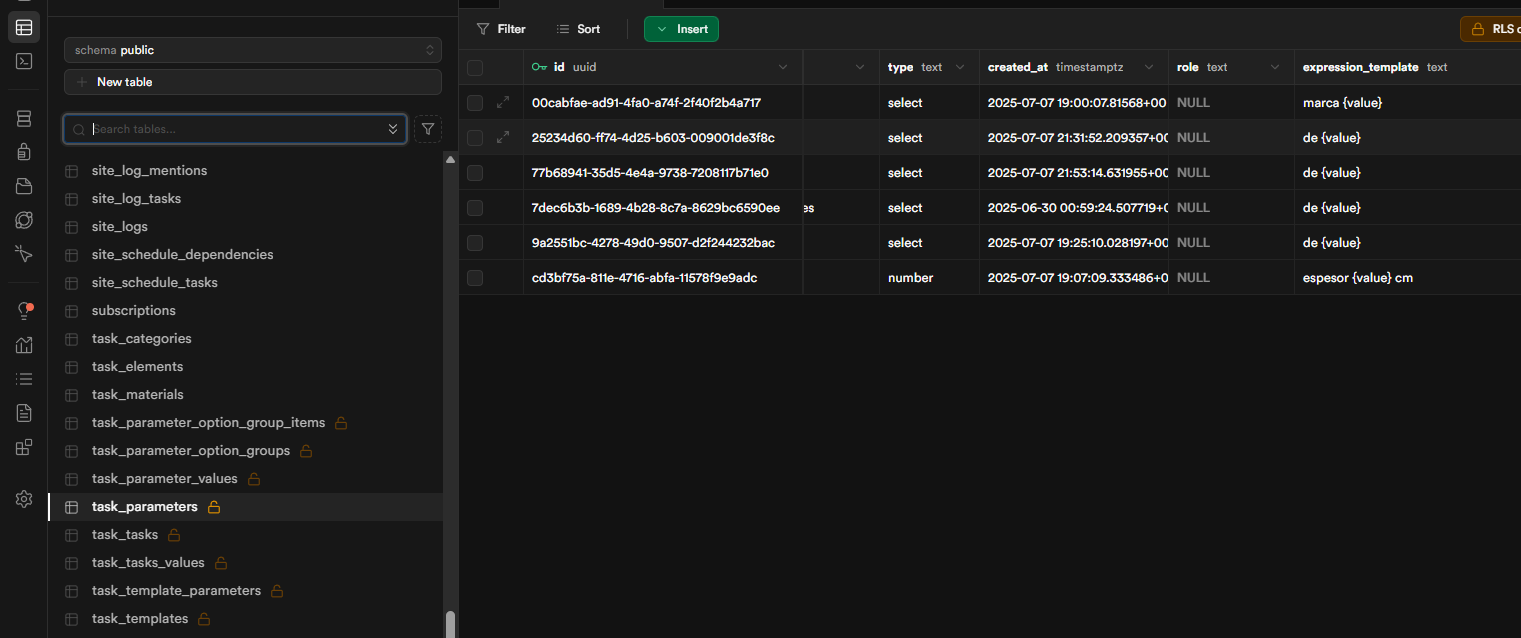 schema public
New table
Search tables...
site_log_mentions
site_log_tasks
site_logs
site_schedule_dependencies
site_schedule_tasks
subscriptions
task_categories
task_elements
task_materials
task_parameter_option_group_items
task_parameter_option_groups
task_parameter_values
task_parameters
task_tasks
task_tasks_values
task_template_parameters
task_templates
Filter Sort Insert RLS
id uuid type text created_at timestamptz role text expression_template text
00cabfae-ad91-4fa0-a74f-2f40f2b4a717 select 2025-07-07 19:00:07.81568+00 NULL marca {value}
25234d60-ff74-4d25-b603-009001de3f8c select 2025-07-07 21:31:52.209357+00 NULL de {value}
77b68941-35d5-4e4a-9738-7208117b71e0 select 2025-07-07 21:53:14.631955+00 NULL de {value}
7dec6b3b-1689-4b28-8c7a-8629bc6590ee es select 2025-06-30 00:59:24.507719+0 NULL de {value}
9a2551bc-4278-49d0-9507-d2f244232bac select 2025-07-07 19:25:10.028197+00 NULL de {value}
cd3bf75a-811e-4716-abfa-11578f9e9adc number 2025-07-07 19:07:09.333486+0 NULL espesor {value} cm